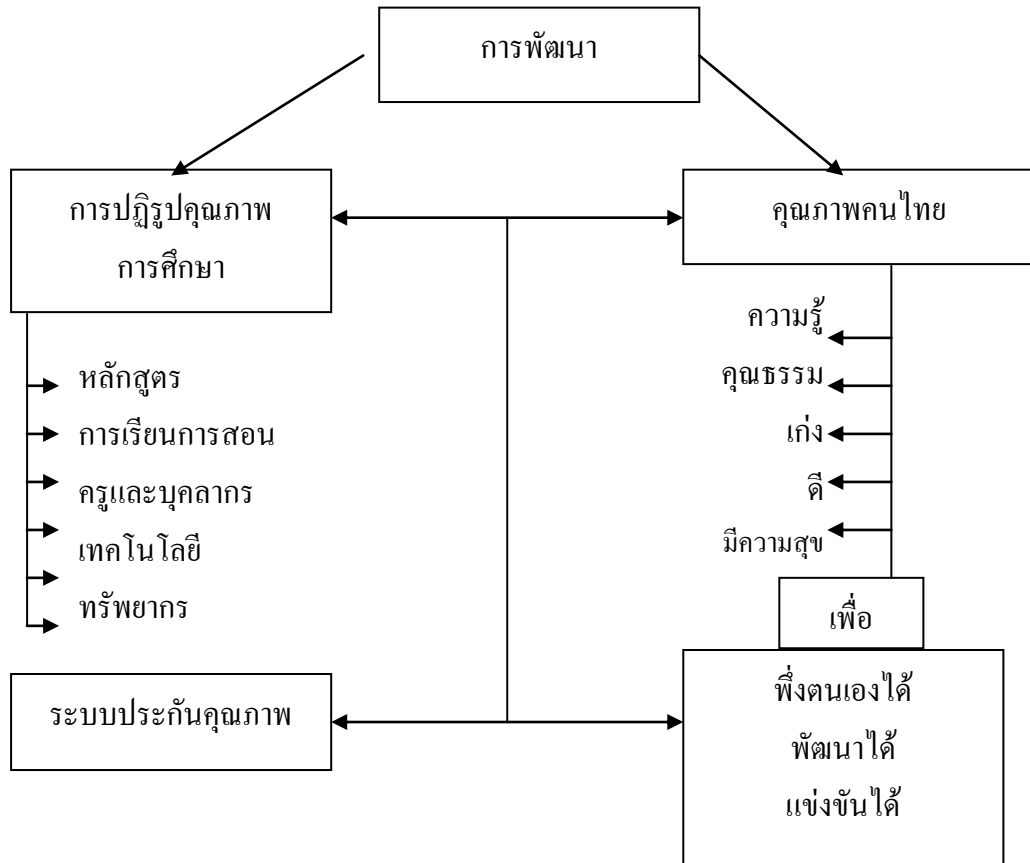 การพัฒนา
การปฏิรูปคุณภาพ
การศึกษา
คุณภาพคนไทย
หลักสูตร
การเรียนการสอน
ครูและบุคลากร
เทคโนโลยี
ทรัพยากร
ความรู้
คุณธรรม
เก่ง
ดี
มีความสุข
เพื่อ
ระบบประกันคุณภาพ
พึ่งตนเองได้
พัฒนาได้
แข่งขันได้